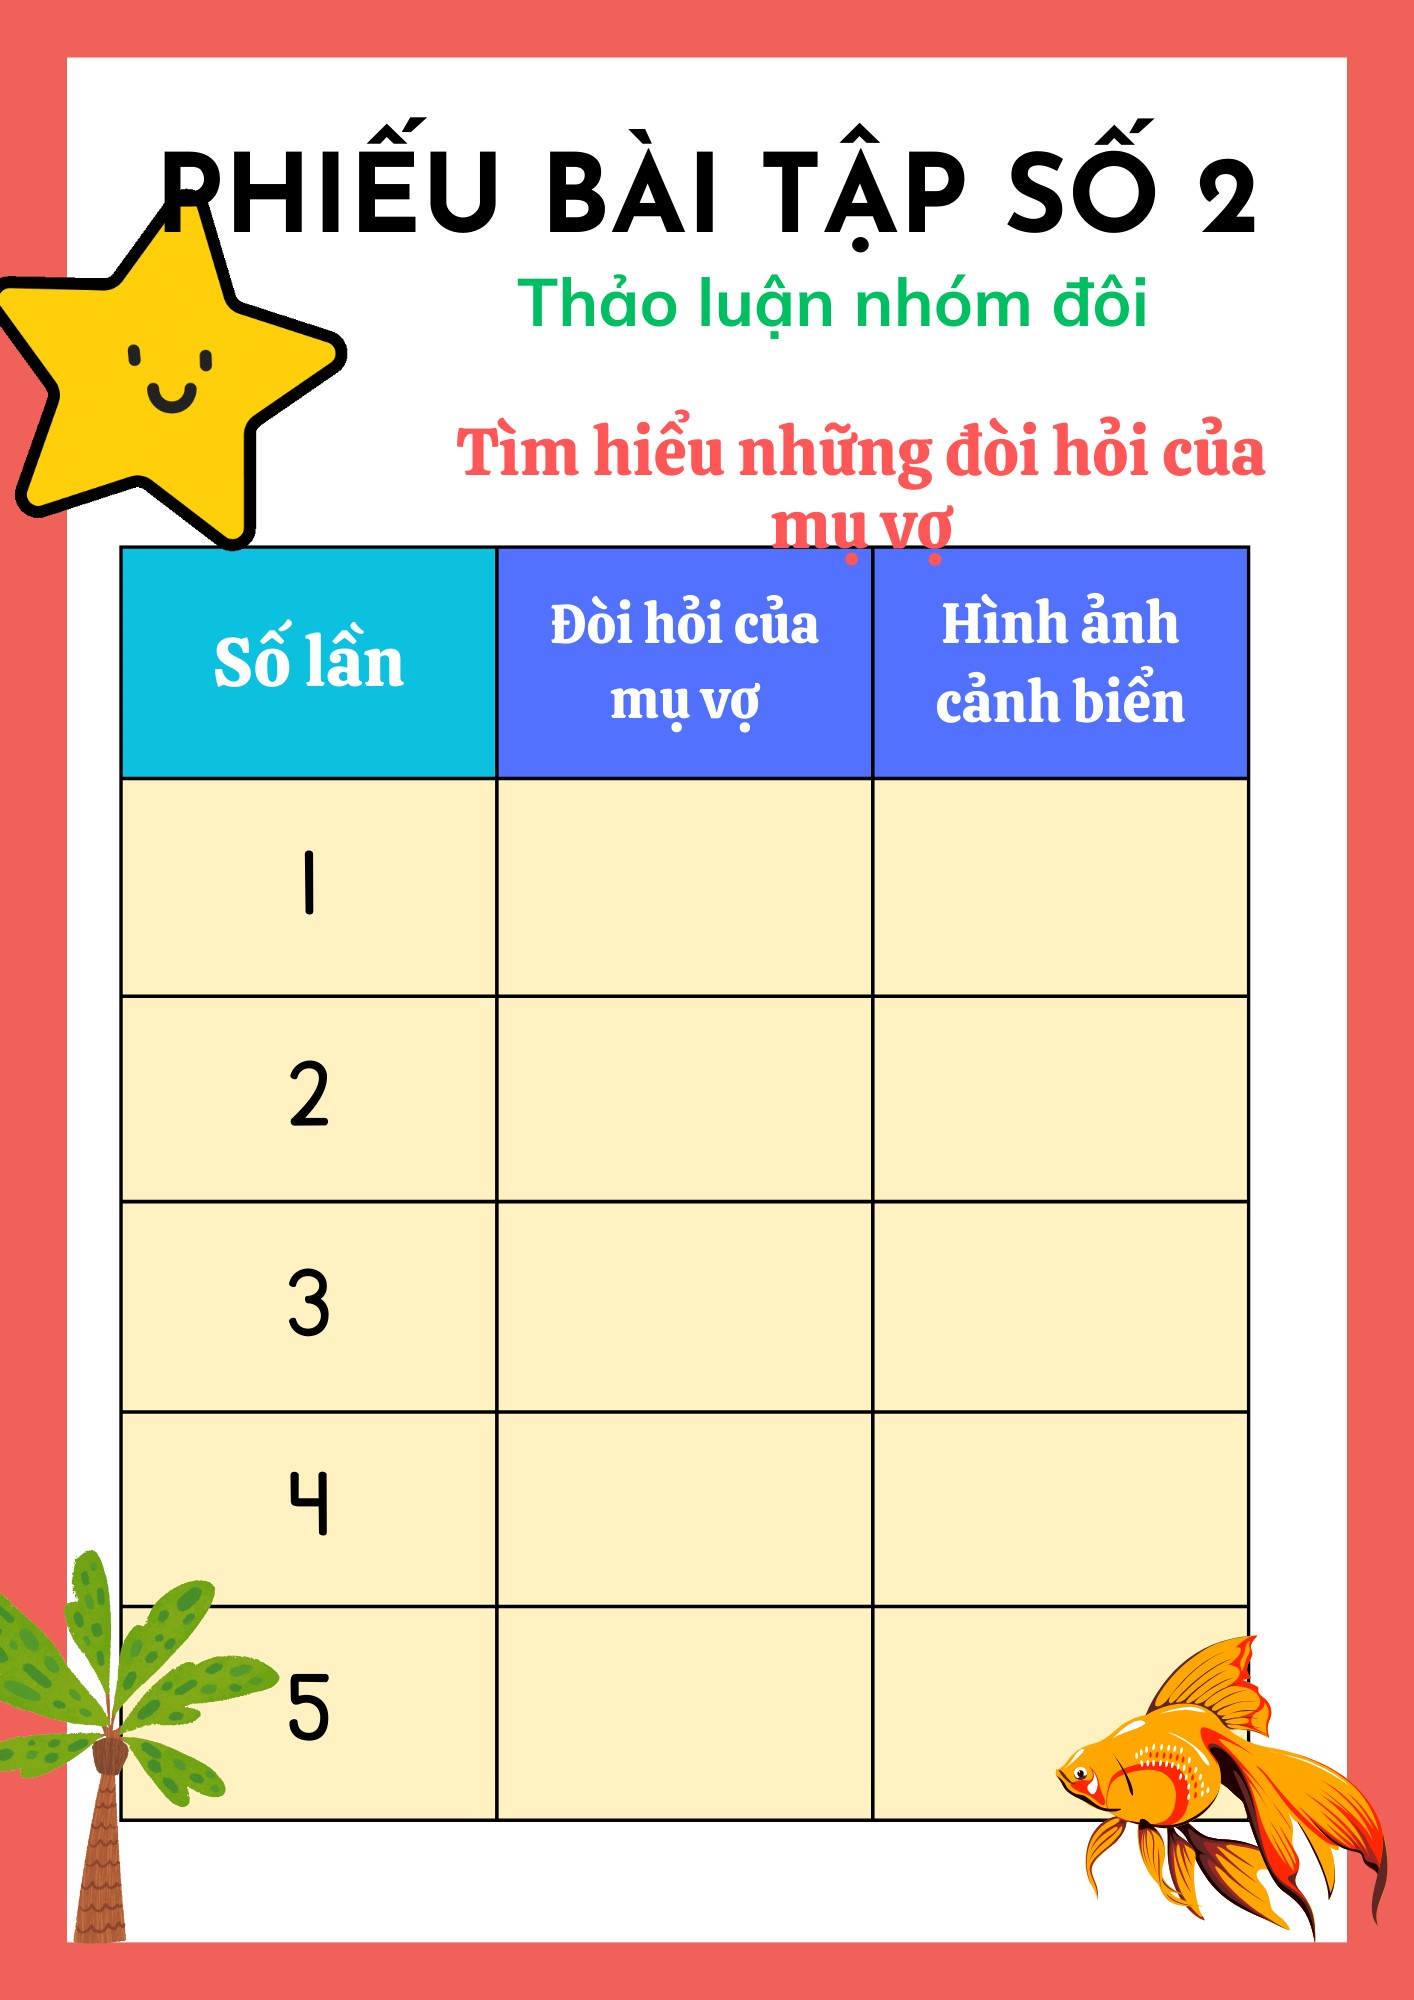 PHIẾU BÀI TẬP SỐ 2
Thảo luận nhóm đôi
Tìm hiểu những đòi hỏi của
mụ vợ
Số lần
Đòi hỏi của
mụ vợ
Hình ảnh
cảnh biển
1
2
3
4
5